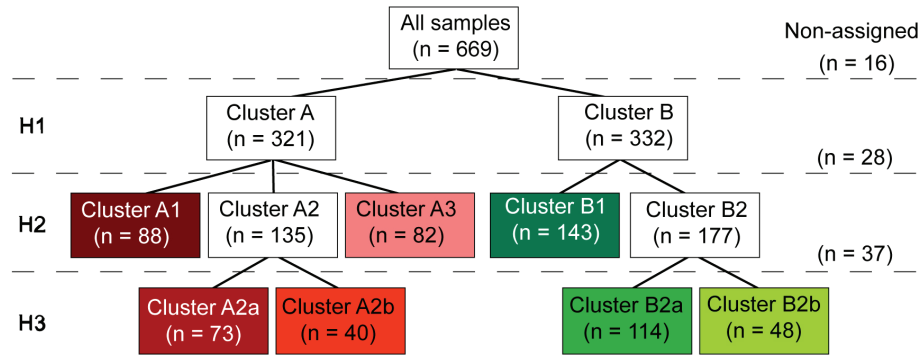 All samples
(n = 669)
Non-assigned
(n = 16)
H1
Cluster A
(n = 321)
Cluster B
(n = 332)
(n = 28)
H2
Cluster A1
(n = 88)
Cluster A2
(n = 135)
Cluster A3
(n = 82)
Cluster B1
(n = 143)
Cluster B2
(n = 177)
(n = 37)
H3
Cluster A2a
(n = 73)
Cluster A2b
(n = 40)
Cluster B2a
(n = 114)
Cluster B2b
(n = 48)